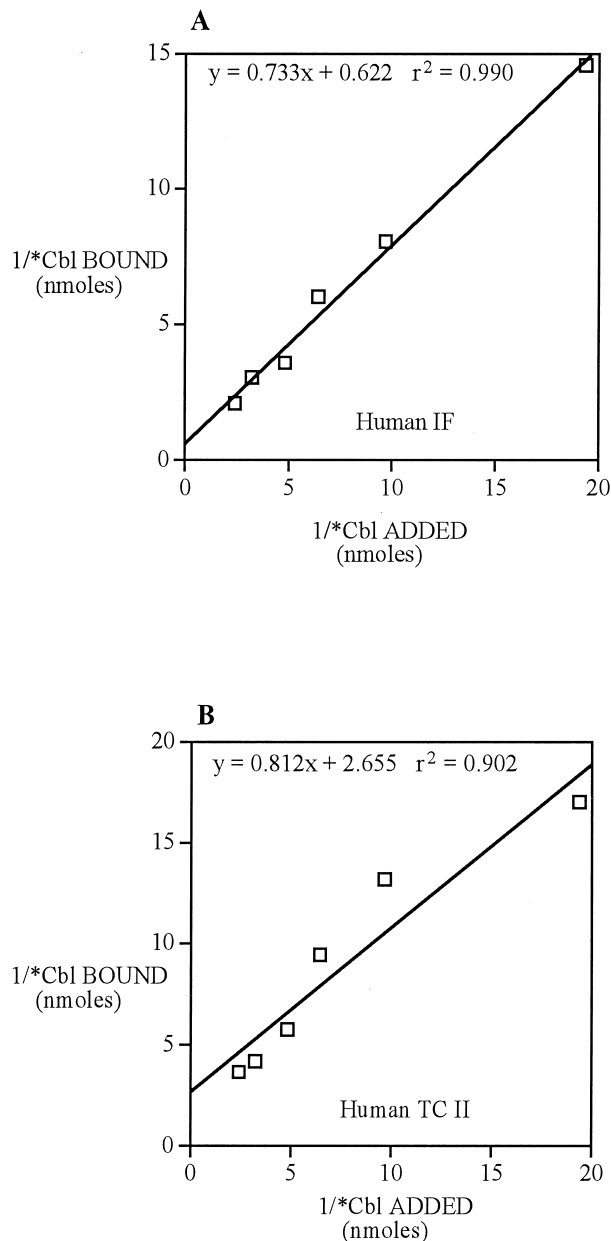 A
15
y = 0.733x + 0.622 r² = 0.990
10
1/*Cbl BOUND
(nmoles)
5
Human IF
0
0 5 10 15 20
1/*Cbl ADDED
(nmoles)
B
20
y = 0.812x + 2.655 r² = 0.902
15
10
1/*Cbl BOUND
(nmoles)
5
Human TC II
0
0 5 10 15 20
1/*Cbl ADDED
(nmoles)